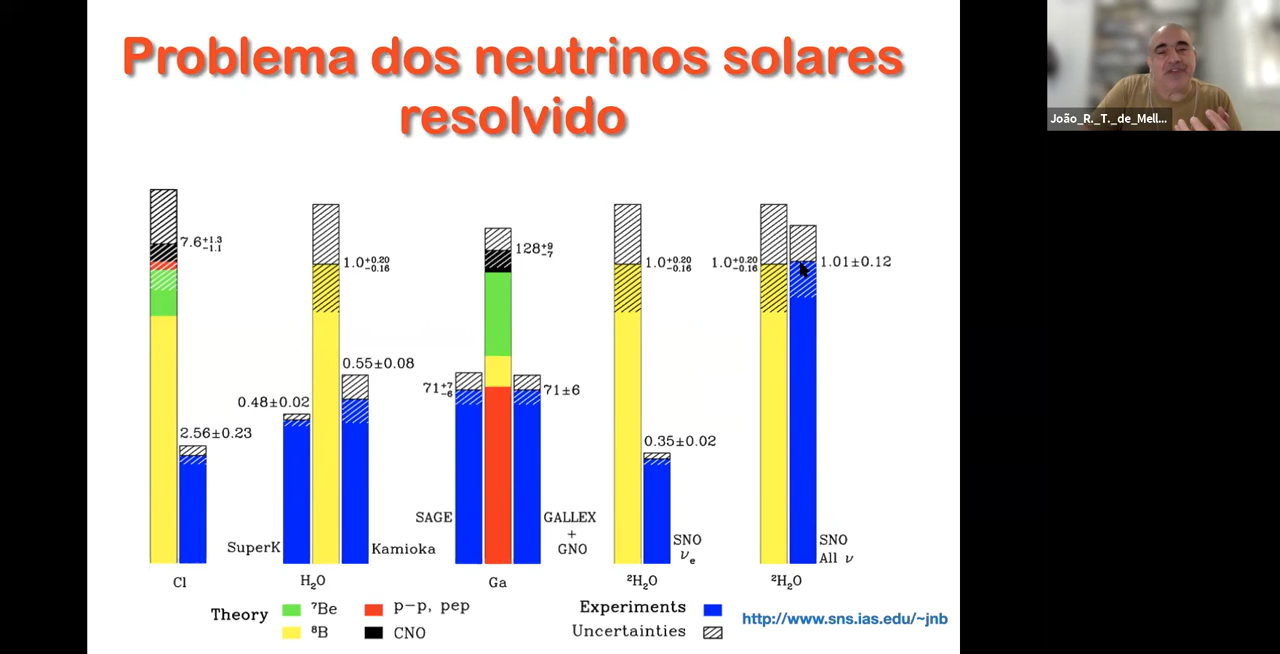 Problema dos neutrinos solares
resolvido
João_R._T._de_Mell...
7.6+1.3−1.1
2.56±0.23
Cl
0.48±0.02
1.0+0.20−0.16
0.55±0.08
SuperK
Kamioka
H₂O
71+7−6
128+9−7
71±6
SAGE
GALLEX
+
GNO
Ga
1.0+0.20−0.16
0.35±0.02
SNO
νₑ
²H₂O
1.0+0.20−0.16
1.01±0.12
SNO
All ν
²H₂O
Theory
⁷Be
p−p, pep
⁸B
CNO
Experiments
Uncertainties
http://www.sns.ias.edu/~jnb